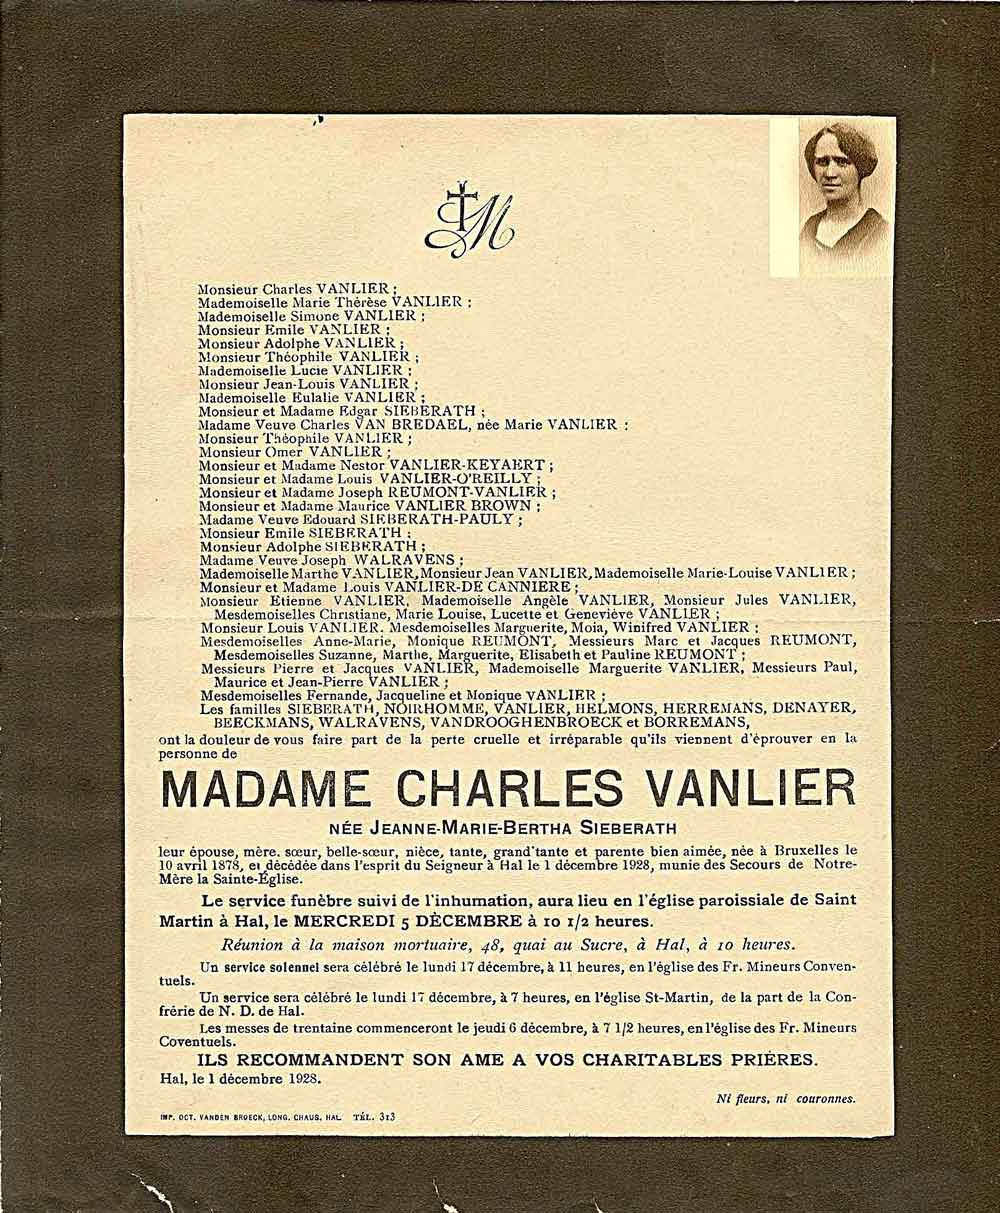 M
Monsieur Charles VANLIER ;
Mademoiselle Marie Thérèse VANLIER ;
Mademoiselle Simone VANLIER ;
Monsieur Emile VANLIER ;
Monsieur Adolphe VANLIER ;
Monsieur Théophile VANLIER ;
Mademoiselle Lucie VANLIER ;
Monsieur Jean-Louis VANLIER ;
Mademoiselle Eulalie VANLIER ;
Monsieur et Madame Edgar SIEBERATH ;
Madame Veuve Charles VAN BREDAEL, née Marie VANLIER :
Monsieur Théophile VANLIER ;
Monsieur Omer VANLIER ;
Monsieur et Madame Nestor VANLIER-KEYAERT ;
Monsieur et Madame Louis VANLIER-O'REILLY ;
Monsieur et Madame Joseph REUMONT-VANLIER ;
Monsieur et Madame Maurice VANLIER BROWN ;
Madame Veuve Edouard SIEBERATH-PAULY ;
Monsieur Emile SIEBERATH ;
Monsieur Adolphe SIEBERATH ;
Madame Veuve Joseph WALRAVENS ;
Mademoiselle Marthe VANLIER, Monsieur Jean VANLIER, Mademoiselle Marie-Louise VANLIER ;
Monsieur et Madame Louis VANLIER-DE CANNIERE ;
Monsieur Etienne VANLIER, Mademoiselle Angèle VANLIER, Monsieur Jules VANLIER,
Mesdemoiselles Christiane, Marie Louise, Lucette et Geneviève VANLIER ;
Monsieur Louis VANLIER. Mesdemoiselles Marguerite, Moia, Winifred VANLIER ;
Mesdemoiselles Anne-Marie, Monique REUMONT, Messieurs Marc et Jacques REUMONT,
Mesdemoiselles Suzanne, Marthe, Marguerite, Elisabeth et Pauline REUMONT ;
Messieurs Pierre et Jacques VANLIER, Mademoiselle Marguerite VANLIER, Messieurs Paul,
Maurice et Jean-Pierre VANLIER ;
Mesdemoiselles Fernande, Jacqueline et Monique VANLIER ;
Les familles SIEBERATH, NOIRHOMME, VANLIER, HELMONS, HERREMANS, DENAYER,
BEECKMANS, WALRAVENS, VANDROOGHENBROECK et BORREMANS,
ont la douleur de vous faire part de la perte cruelle et irréparable qu'ils viennent d'éprouver en la
personne de
MADAME CHARLES VANLIER
NÉE JEANNE-MARIE-BERTHA SIEBERATH
leur épouse, mère. sœur, belle-sœur, nièce, tante, grand'tante et parente bien aimée, née à Bruxelles le
10 avril 1878, et décédée dans l'esprit du Seigneur à Hal le 1 décembre 1928, munie des Secours de Notre-
Mère la Sainte-Église.
Le service funèbre suivi de l'inhumation, aura lieu en l'église paroissiale de Saint
Martin à Hal, le MERCREDI 5 DÈCEMBRE à 10 1/2 heures.
Réunion à la maison mortuaire, 48, quai au Sucre, à Hal, à 10 heures.
Un service solennel sera célébré le lundi 17 décembre, à 11 heures, en l'église des Fr. Mineurs Conven-
tuels.
Un service sera célébré le lundi 17 décembre, à 7 heures, en l'église St-Martin, de la part de la Con-
frérie de N. D. de Hal.
Les messes de trentaine commenceront le jeudi 6 décembre, à 7 1/2 heures, en l'église des Fr. Mineurs
Coventuels.
ILS RECOMMANDENT SON AME A VOS CHARITABLES PRIÈRES.
Hal, le 1 décembre 1928.
Ni fleurs, ni couronnes.
IMP. OCT. VANDEN BROECK, LONG. CHAUS. HAL TÉL. 313